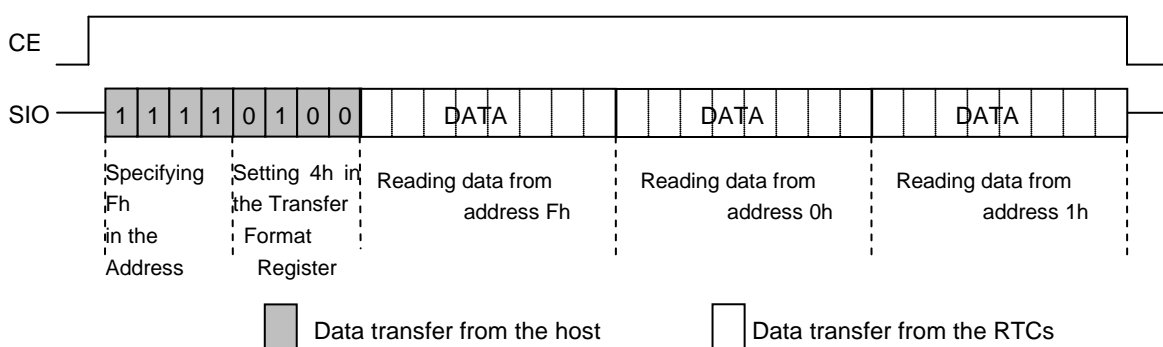 CE
SIO 1 1 1 1 0 1 0 0 DATA DATA DATA
Specifying Setting 4h in Reading data from Reading data from Reading data from
Fh the Transfer address Fh address 0h address 1h
in the Format
Address Register
Data transfer from the host Data transfer from the RTCs